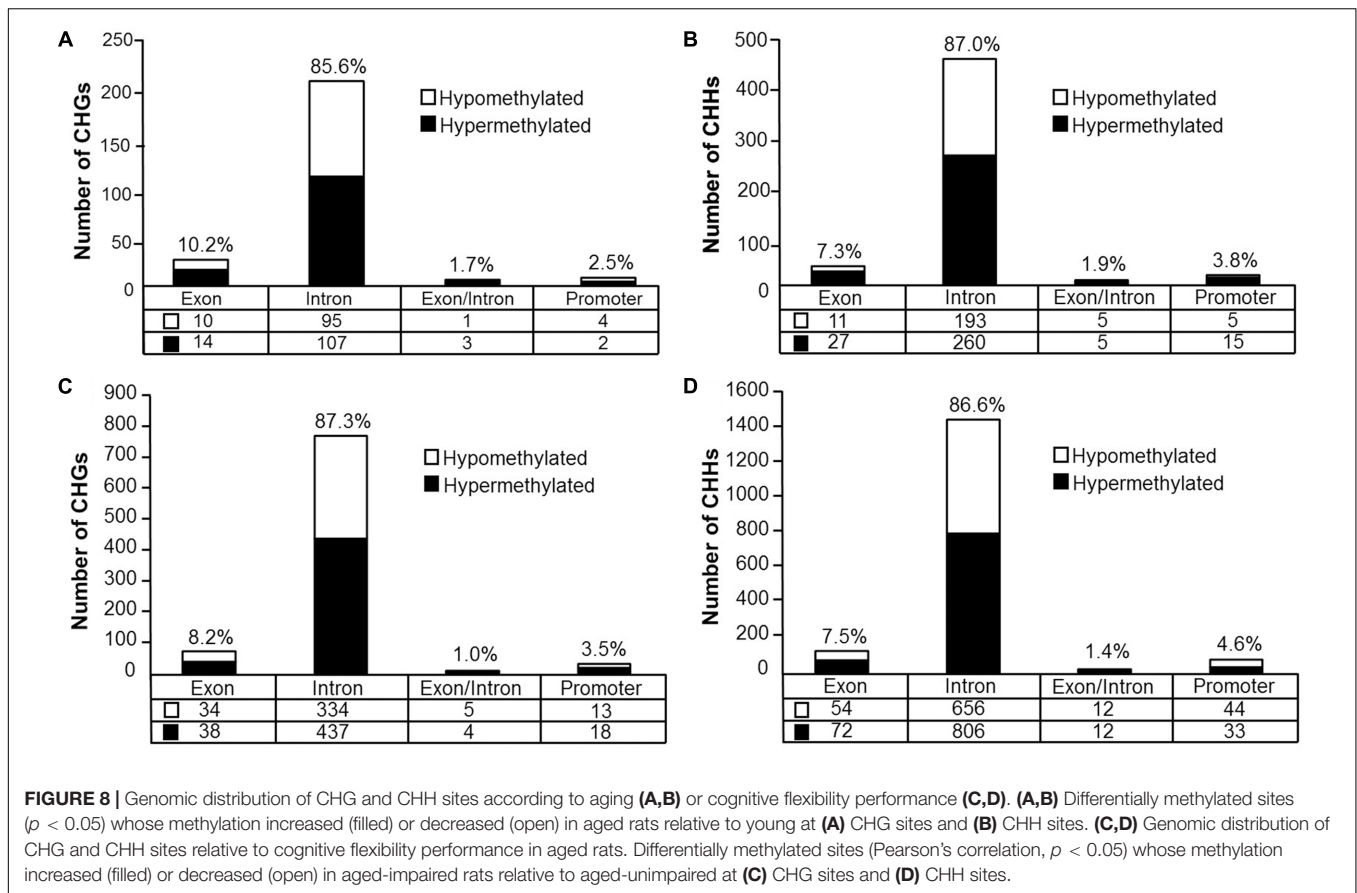 A
250
200
150
100
50
0
Number of CHGs
10.2%
85.6%
1.7%
2.5%
Hypomethylated
Hypermethylated
Exon Intron Exon/Intron Promoter
10 95 1 4
14 107 3 2
B
500
400
300
200
100
0
Number of CHHs
7.3%
87.0%
1.9%
3.8%
Hypomethylated
Hypermethylated
Exon Intron Exon/Intron Promoter
11 193 5 5
27 260 5 15
C
900
800
700
600
500
400
300
200
100
0
Number of CHGs
8.2%
87.3%
1.0%
3.5%
Hypomethylated
Hypermethylated
Exon Intron Exon/Intron Promoter
34 334 5 13
38 437 4 18
D
1600
1400
1200
1000
800
600
400
200
0
Number of CHHs
7.5%
86.6%
1.4%
4.6%
Hypomethylated
Hypermethylated
Exon Intron Exon/Intron Promoter
54 656 12 44
72 806 12 33
FIGURE 8 | Genomic distribution of CHG and CHH sites according to aging (A,B) or cognitive flexibility performance (C,D). (A,B) Differentially methylated sites
(p < 0.05) whose methylation increased (filled) or decreased (open) in aged rats relative to young at (A) CHG sites and (B) CHH sites. (C,D) Genomic distribution of
CHG and CHH sites relative to cognitive flexibility performance in aged rats. Differentially methylated sites (Pearson's correlation, p < 0.05) whose methylation
increased (filled) or decreased (open) in aged-impaired rats relative to aged-unimpaired at (C) CHG sites and (D) CHH sites.